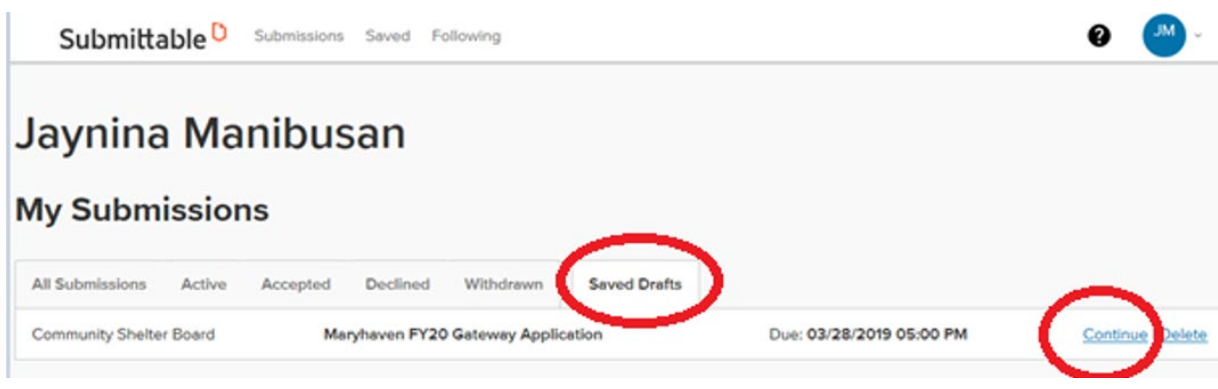 Submittable Submissions Saved Following ? JM
Jaynina Manibusan
My Submissions
All Submissions Active Accepted Declined Withdrawn Saved Drafts
Community Shelter Board Maryhaven FY20 Gateway Application Due: 03/28/2019 05:00 PM Continue Delete